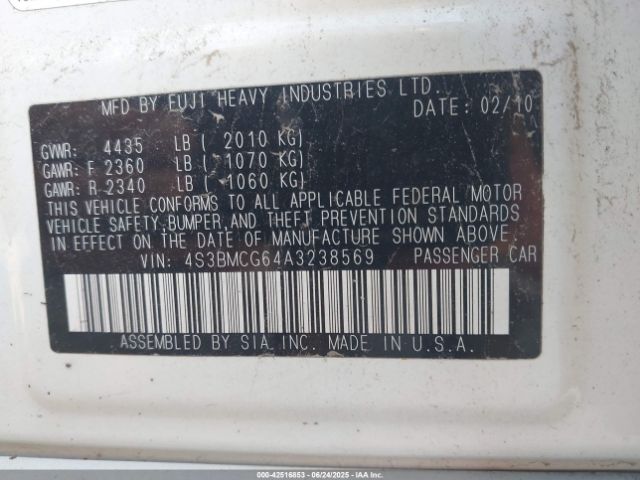 MFD BY FUJI HEAVY INDUSTRIES LTD.
DATE: 02/10
GVWR: 4435 LB ( 2010 KG)
GAWR: F 2360 LB ( 1070 KG)
GAWR: R 2340 LB ( 1060 KG)
THIS VEHICLE CONFORMS TO ALL APPLICABLE FEDERAL MOTOR
VEHICLE SAFETY, BUMPER, AND THEFT PREVENTION STANDARDS
IN EFFECT ON THE DATE OF MANUFACTURE SHOWN ABOVE.
VIN: 4S3BMCG64A3238569 PASSENGER CAR
ASSEMBLED BY SIA, INC. MADE IN U.S.A.
000-42516853 - 06/24/2025 - COPYRIGHT IAA